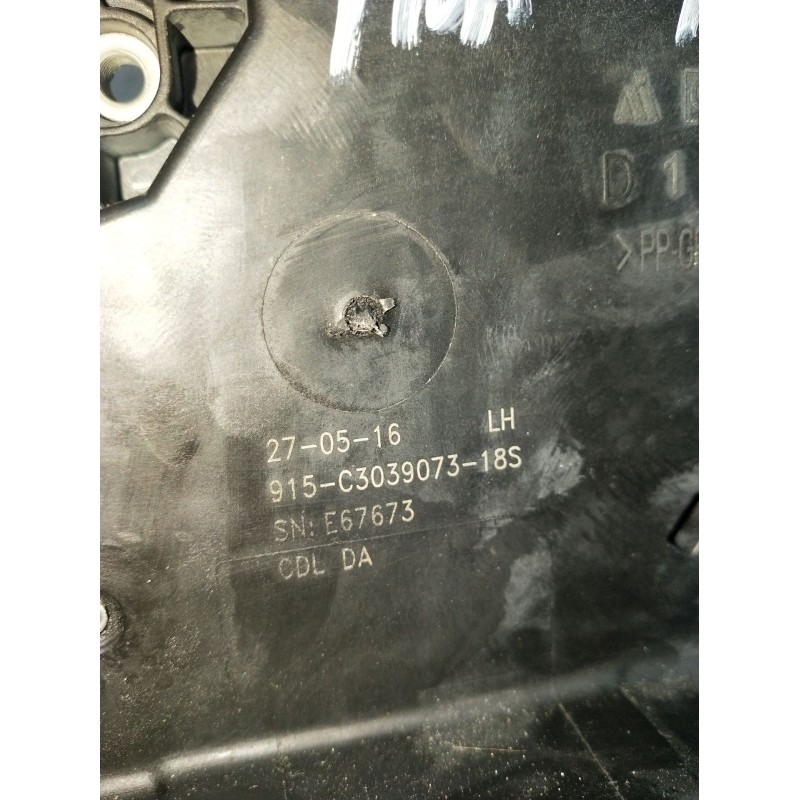 D 1
>PP-G
27-05-16 LH
915-C3039073-18S
SN: E67673
CDL DA